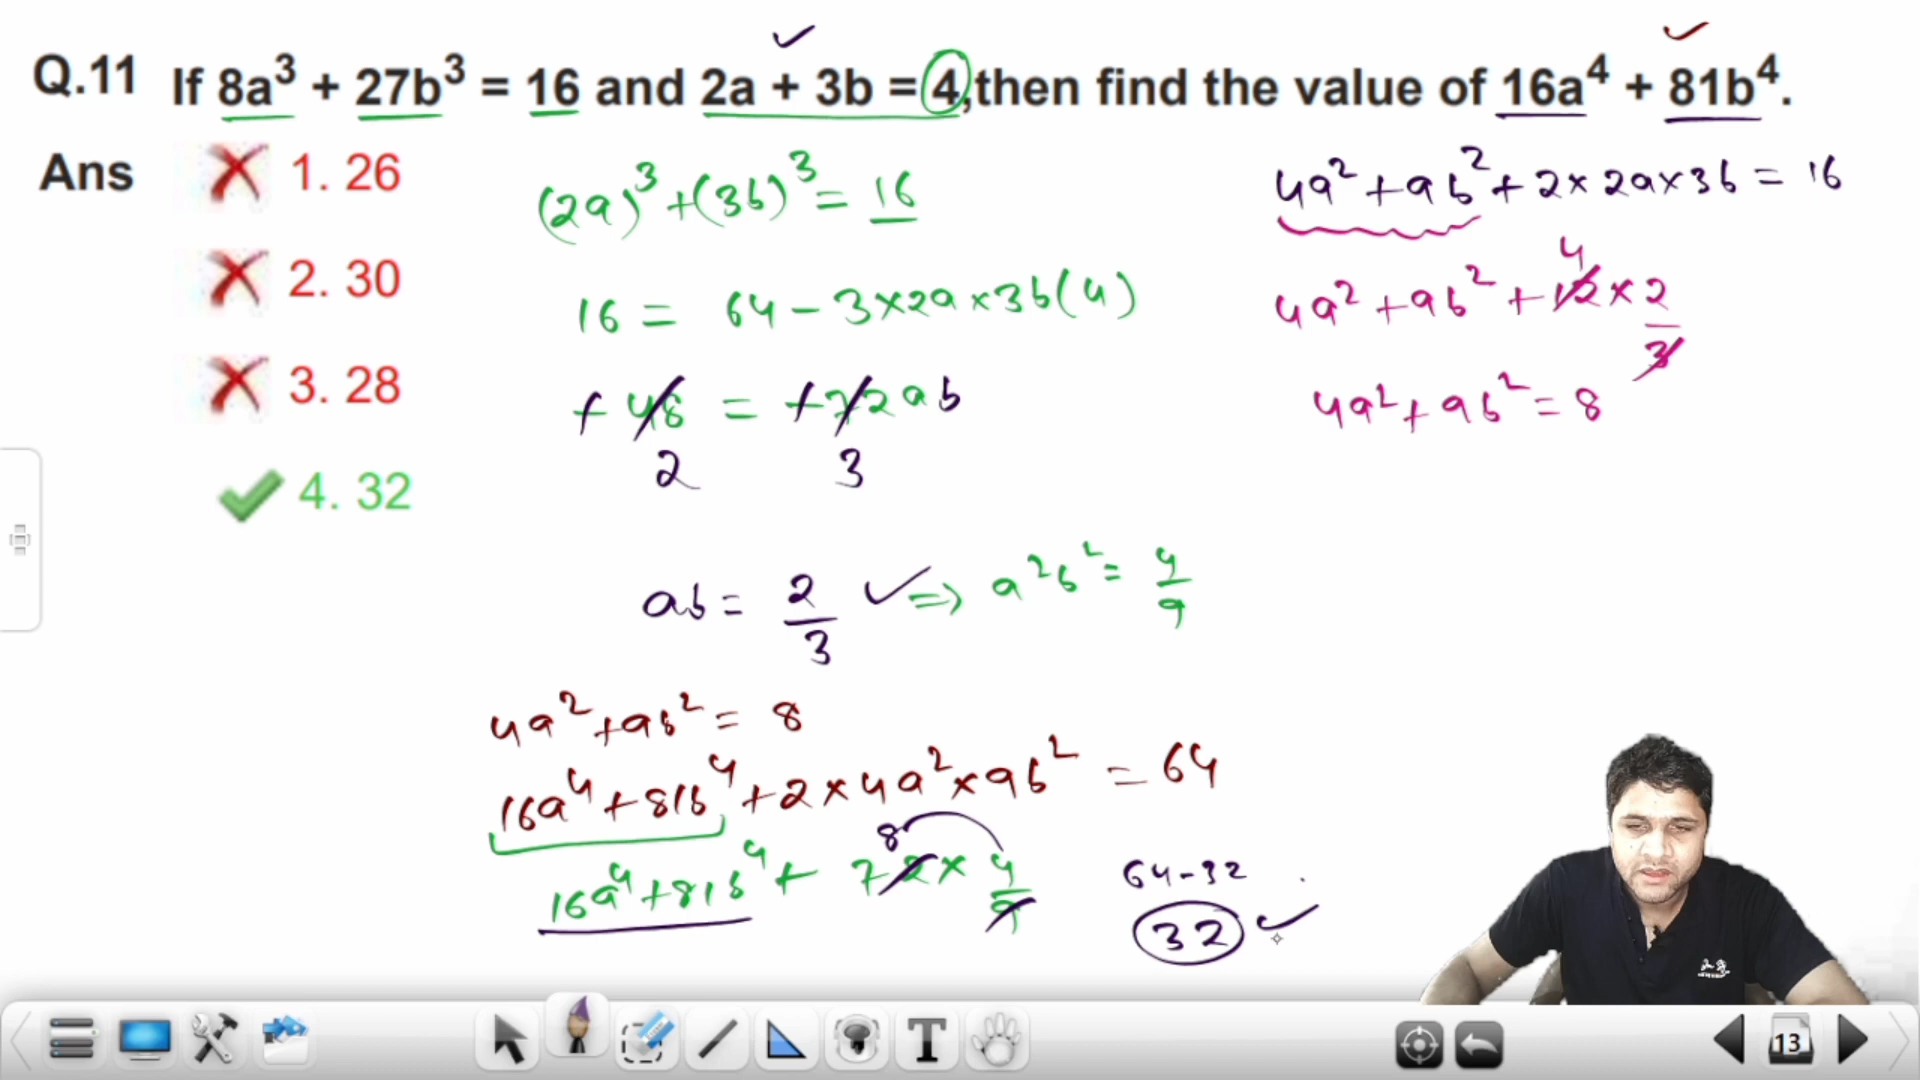 Q.11 If 8a³ + 27b³ = 16 and 2a + 3b = 4, then find the value of 16a⁴ + 81b⁴.
Ans
1. 26
2. 30
3. 28
4. 32
(2a)³ + (3b)³ = 16
16 = 64 - 3×2a×3b(4)
+48 = +72ab
2 3
ab = 2/3 ⇒ a²b² = 4/9
4a² + 9b² = 8
16a⁴ + 81b⁴ + 2×4a²×9b² = 64
8
16a⁴ + 81b⁴ + 72 × 4/9
4a² + 9b² + 2×2a×3b = 16
4
4a² + 9b² + 12 × 2/3
4a² + 9b² = 8
64-32
32
T
13